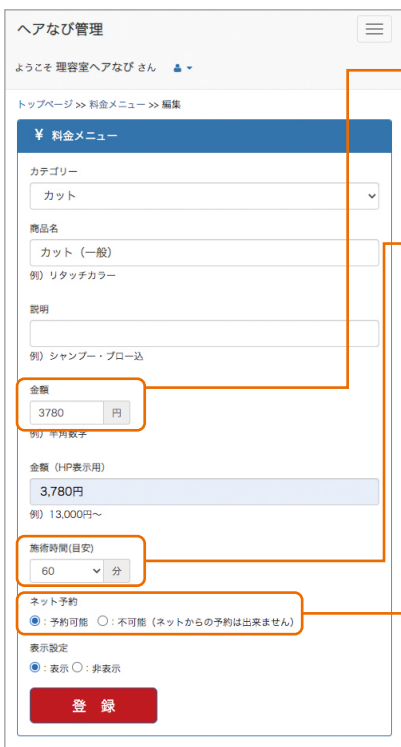 ヘアなび管理
ようこそ 理容室ヘアなび さん
トップページ >> 料金メニュー >> 編集
¥ 料金メニュー
カテゴリー
カット
商品名
カット（一般）
例）リタッチカラー
説明
例）シャンプー・ブロー込
金額
3780 円
例）半角数字
金額（HP表示用）
3,780円
例）13,000円〜
施術時間(目安)
60 分
ネット予約
：予約可能 ：不可能（ネットからの予約は出来ません）
表示設定
：表示 ：非表示
登 録